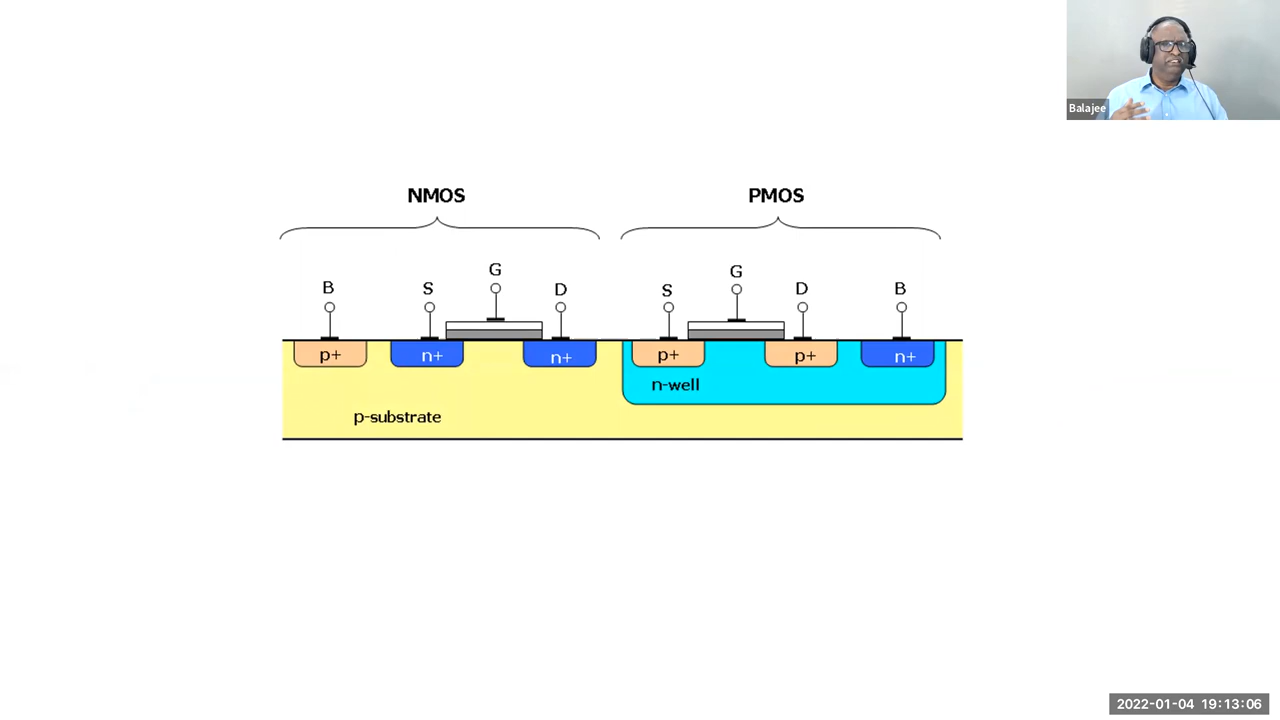 Balajee
NMOS PMOS
B S G D S G D B
p+ n+ n+ p+ p+ n+
n-well
p-substrate
2022-01-04 19:13:06